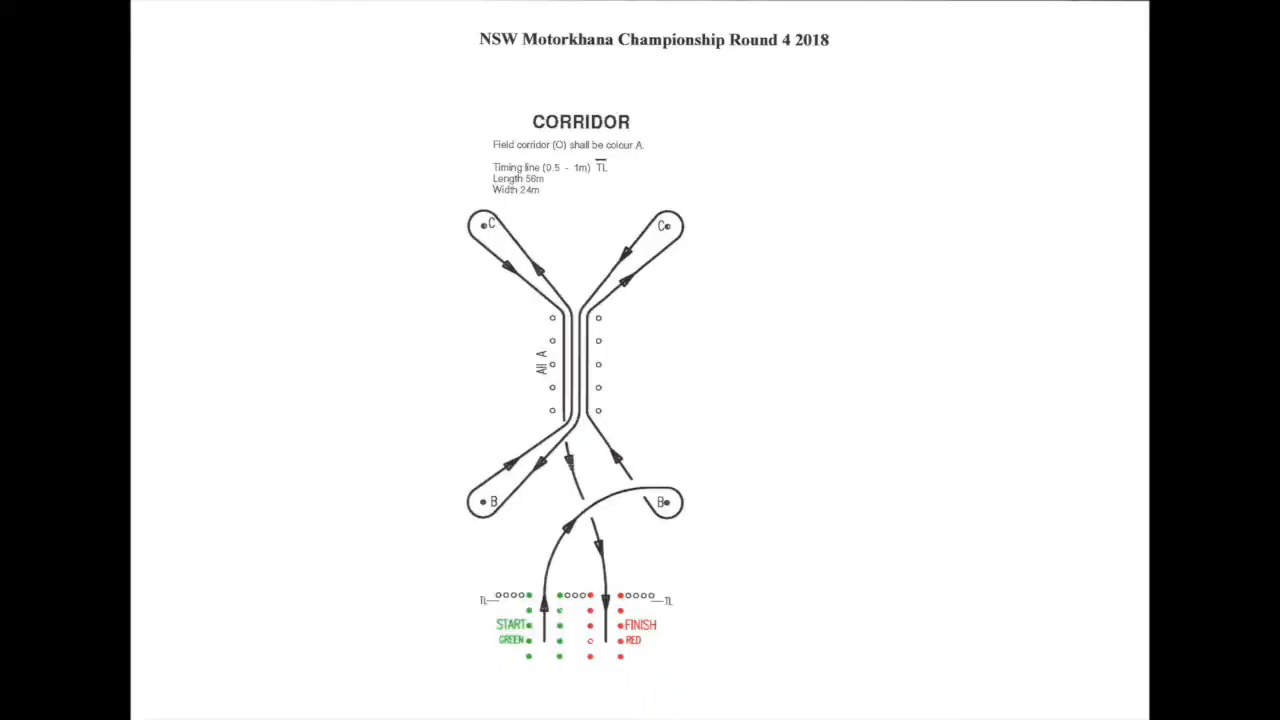 NSW Motorkhana Championship Round 4 2018
CORRIDOR
Field corridor (O) shall be colour A.
Timing line (0.5 - 1m) TL
Length 56m
Width 24m
C
C
All A
B
B
TL
TL
START
FINISH
GREEN
RED